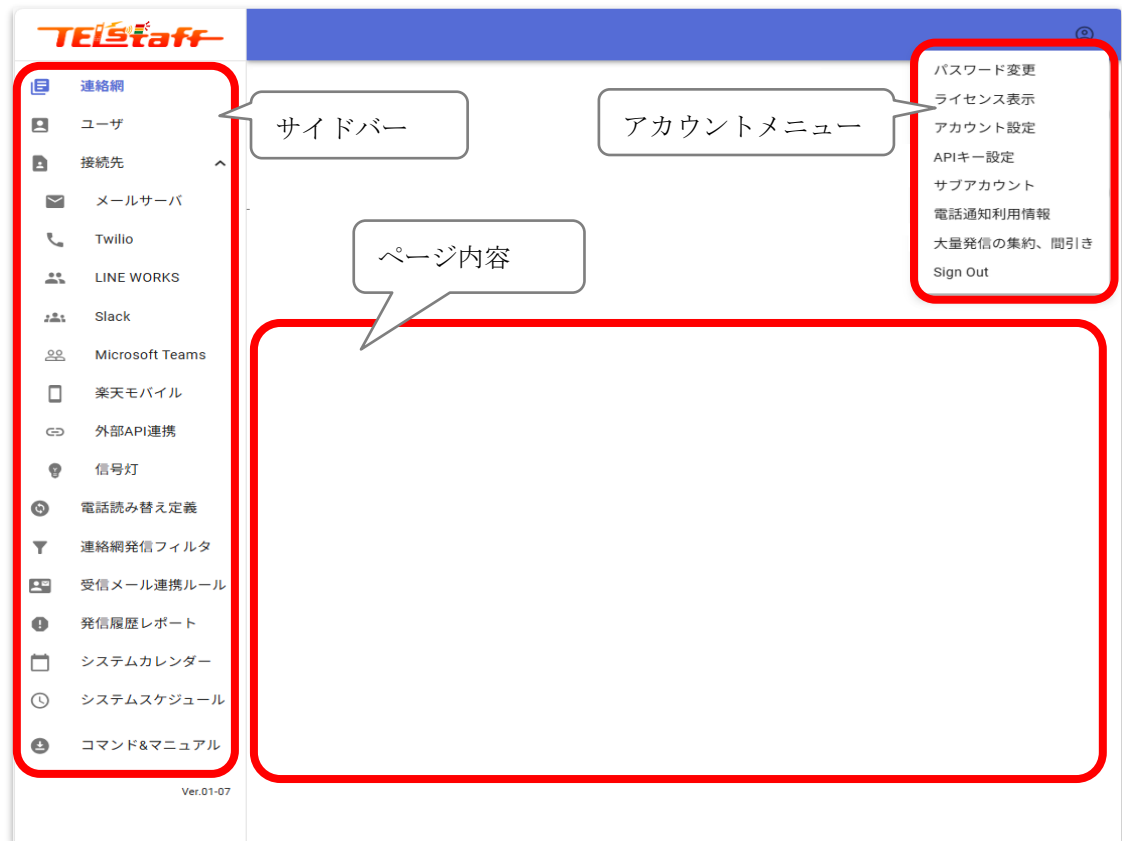 TELstaff
連絡網
ユーザ
接続先
メールサーバ
Twilio
LINE WORKS
Slack
Microsoft Teams
楽天モバイル
外部API連携
信号灯
電話読み替え定義
連絡網発信フィルタ
受信メール連携ルール
発信履歴レポート
システムカレンダー
システムスケジュール
コマンド&マニュアル
Ver.01-07
サイドバー
アカウントメニュー
パスワード変更
ライセンス表示
アカウント設定
APIキー設定
サブアカウント
電話通知利用情報
大量発信の集約、間引き
Sign Out
ページ内容